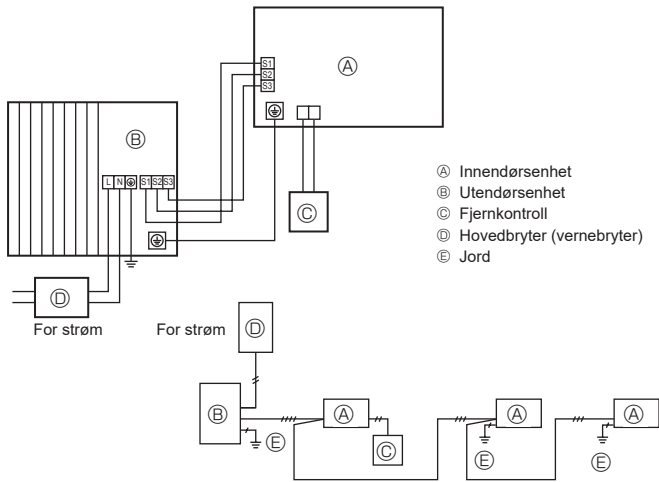 S1
S2
S3
Ⓐ
Ⓑ
L N S1 S2 S3
Ⓒ
Ⓐ Innendørsenhet
Ⓑ Utendørsenhet
Ⓒ Fjernkontroll
Ⓓ Hovedbryter (vernebryter)
Ⓔ Jord
Ⓓ
For strøm
For strøm Ⓓ
Ⓑ Ⓐ Ⓐ Ⓐ
Ⓔ Ⓒ Ⓔ Ⓔ